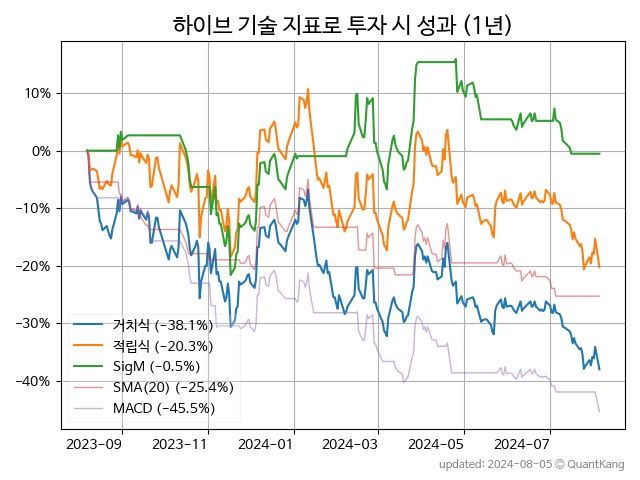 하이브 기술 지표로 투자 시 성과 (1년)
10%
0%
−10%
−20%
−30%
−40%
거치식 (−38.1%)
적립식 (−20.3%)
SigM (−0.5%)
SMA(20) (−25.4%)
MACD (−45.5%)
2023-09 2023-11 2024-01 2024-03 2024-05 2024-07
updated: 2024-08-05 © QuantKang